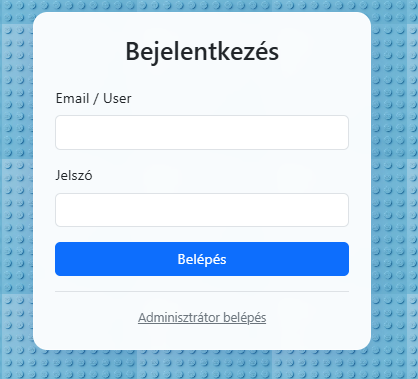 Bejelentkezés
Email / User
Jelszó
Belépés
Adminisztrátor belépés